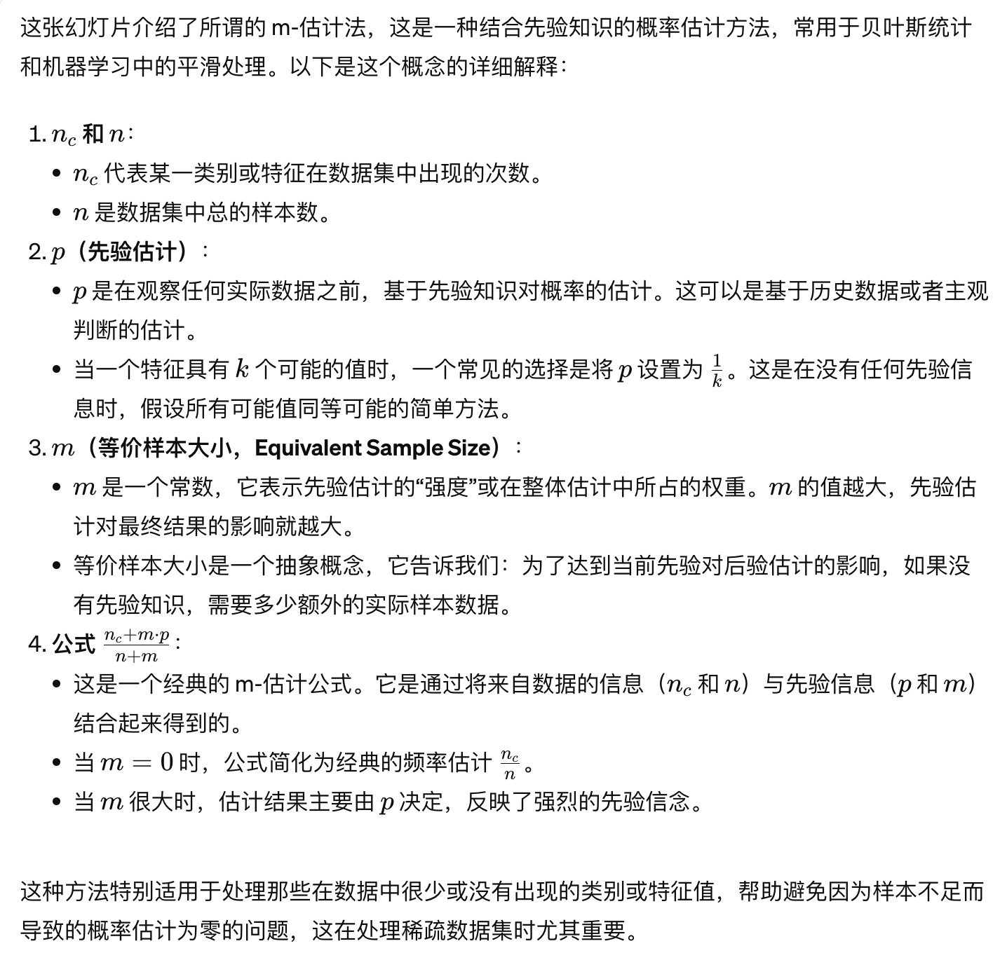 这张幻灯片介绍了所谓的 m-估计法，这是一种结合先验知识的概率估计方法，常用于贝叶斯统计
和机器学习中的平滑处理。以下是这个概念的详细解释：
1. n_c 和 n：
• n_c 代表某一类别或特征在数据集中出现的次数。
• n 是数据集中总的样本数。
2. p（先验估计）：
• p 是在观察任何实际数据之前，基于先验知识对概率的估计。这可以是基于历史数据或者主观
判断的估计。
• 当一个特征具有 k 个可能的值时，一个常见的选择是将 p 设置为 1/k。这是在没有任何先验信
息时，假设所有可能值同等可能的简单方法。
3. m（等价样本大小，Equivalent Sample Size）：
• m 是一个常数，它表示先验估计的“强度”或在整体估计中所占的权重。m 的值越大，先验估
计对最终结果的影响就越大。
• 等价样本大小是一个抽象概念，它告诉我们：为了达到当前先验对后验估计的影响，如果没
有先验知识，需要多少额外的实际样本数据。
4. 公式 (n_c+m·p)/(n+m)：
• 这是一个经典的 m-估计公式。它是通过将来自数据的信息（n_c 和 n）与先验信息（p 和 m）
结合起来得到的。
• 当 m = 0 时，公式简化为经典的频率估计 n_c/n。
• 当 m 很大时，估计结果主要由 p 决定，反映了强烈的先验信念。
这种方法特别适用于处理那些在数据中很少或没有出现的类别或特征值，帮助避免因为样本不足而
导致的概率估计为零的问题，这在处理稀疏数据集时尤其重要。